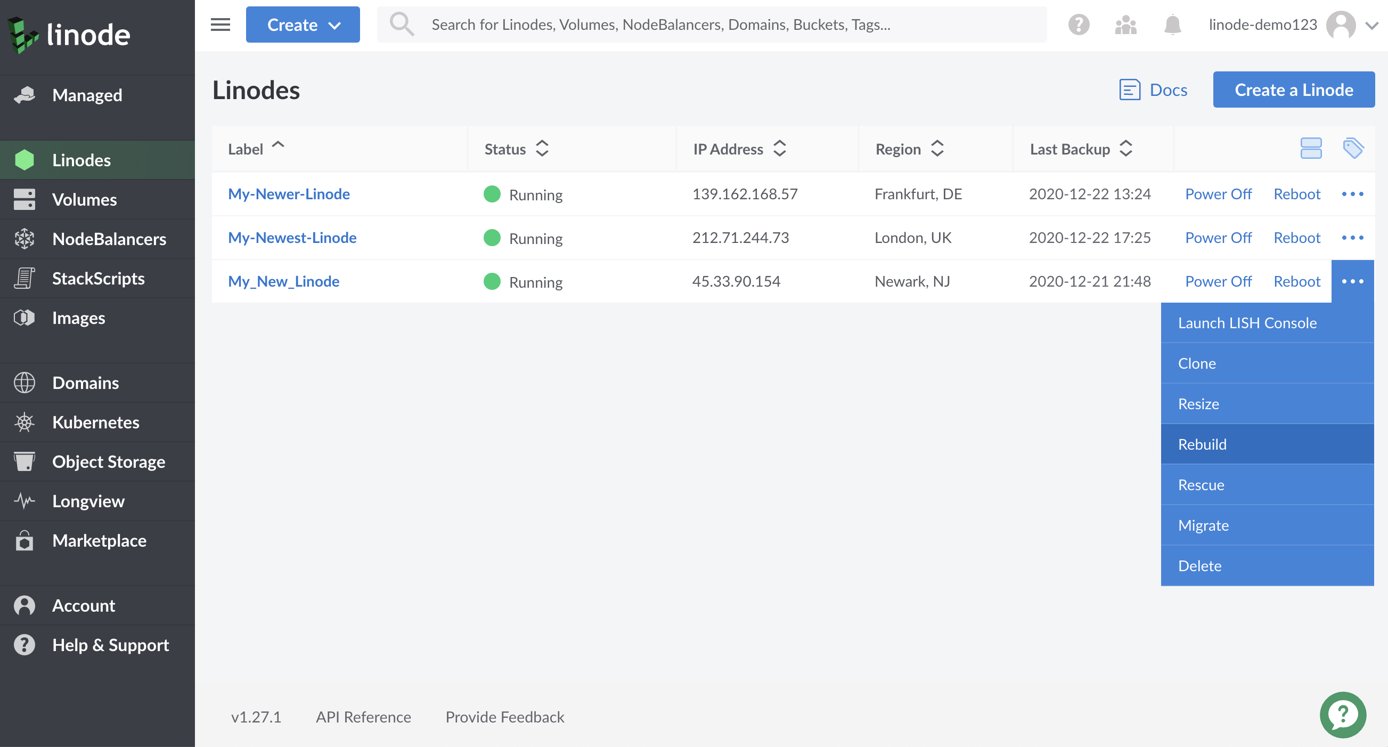 linode
Create
Search for Linodes, Volumes, NodeBalancers, Domains, Buckets, Tags...
linode-demo123
Managed
Linodes
Volumes
NodeBalancers
StackScripts
Images
Domains
Kubernetes
Object Storage
Longview
Marketplace
Account
Help & Support
Linodes
Docs
Create a Linode
Label Status IP Address Region Last Backup
My-Newer-Linode Running 139.162.168.57 Frankfurt, DE 2020-12-22 13:24 Power Off Reboot
My-Newest-Linode Running 212.71.244.73 London, UK 2020-12-22 17:25 Power Off Reboot
My_New_Linode Running 45.33.90.154 Newark, NJ 2020-12-21 21:48 Power Off Reboot
Launch LISH Console
Clone
Resize
Rebuild
Rescue
Migrate
Delete
v1.27.1 API Reference Provide Feedback